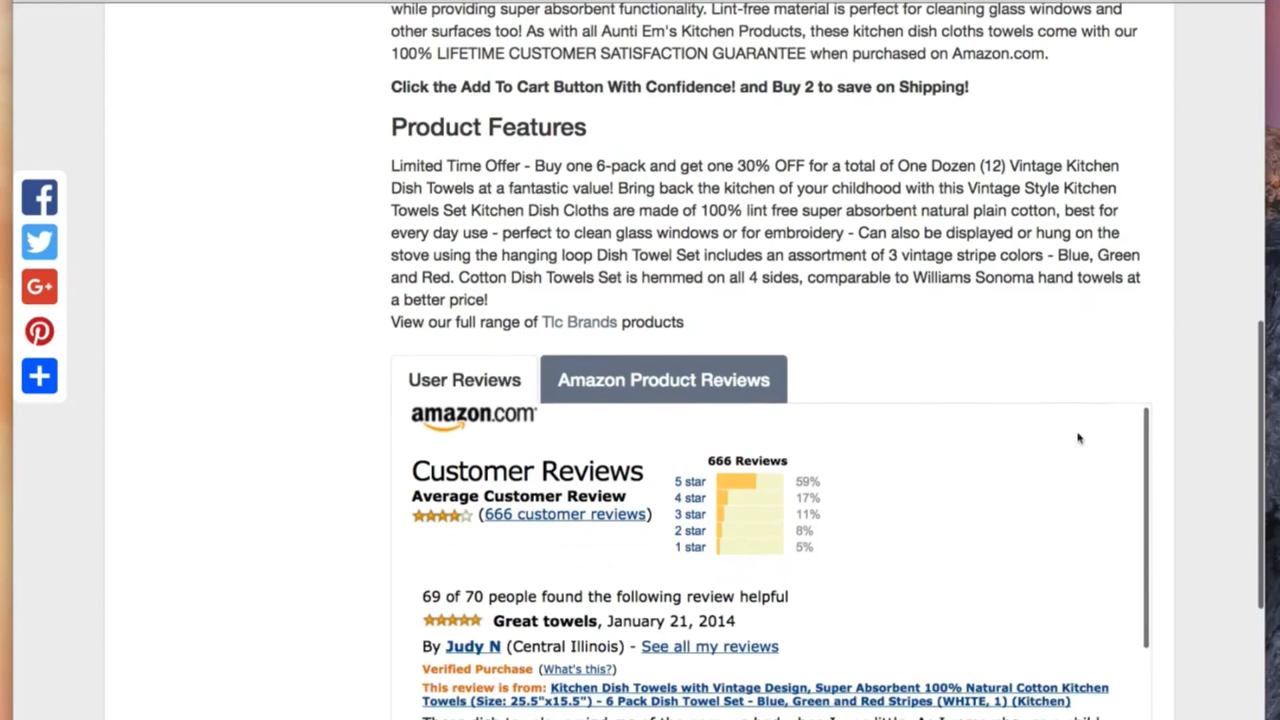 while providing super absorbent functionality. Lint-free material is perfect for cleaning glass windows and
other surfaces too! As with all Aunti Em's Kitchen Products, these kitchen dish cloths towels come with our
100% LIFETIME CUSTOMER SATISFACTION GUARANTEE when purchased on Amazon.com.
Click the Add To Cart Button With Confidence! and Buy 2 to save on Shipping!
Product Features
Limited Time Offer - Buy one 6-pack and get one 30% OFF for a total of One Dozen (12) Vintage Kitchen
Dish Towels at a fantastic value! Bring back the kitchen of your childhood with this Vintage Style Kitchen
Towels Set Kitchen Dish Cloths are made of 100% lint free super absorbent natural plain cotton, best for
every day use - perfect to clean glass windows or for embroidery - Can also be displayed or hung on the
stove using the hanging loop Dish Towel Set includes an assortment of 3 vintage stripe colors - Blue, Green
and Red. Cotton Dish Towels Set is hemmed on all 4 sides, comparable to Williams Sonoma hand towels at
a better price!
View our full range of Tlc Brands products
User Reviews
Amazon Product Reviews
amazon.com
Customer Reviews
Average Customer Review
(666 customer reviews)
666 Reviews
5 star 59%
4 star 17%
3 star 11%
2 star 8%
1 star 5%
69 of 70 people found the following review helpful
Great towels, January 21, 2014
By Judy N (Central Illinois) - See all my reviews
Verified Purchase (What's this?)
This review is from: Kitchen Dish Towels with Vintage Design, Super Absorbent 100% Natural Cotton Kitchen
Towels (Size: 25.5"x15.5") - 6 Pack Dish Towel Set - Blue, Green and Red Stripes (WHITE, 1) (Kitchen)